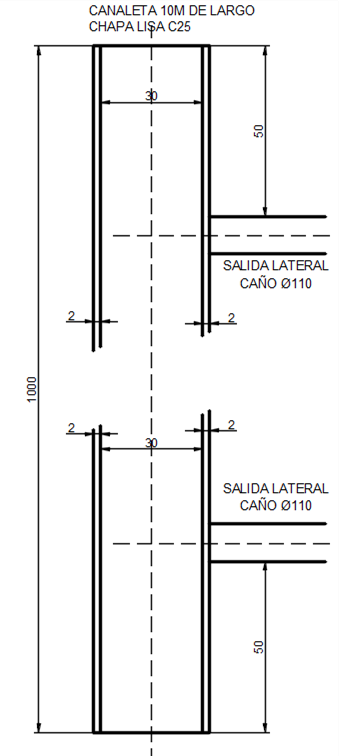 CANALETA 10M DE LARGO
CHAPA LISA C25
30
50
SALIDA LATERAL
CAÑO Ø110
2
2
1000
2
2
30
SALIDA LATERAL
CAÑO Ø110
50